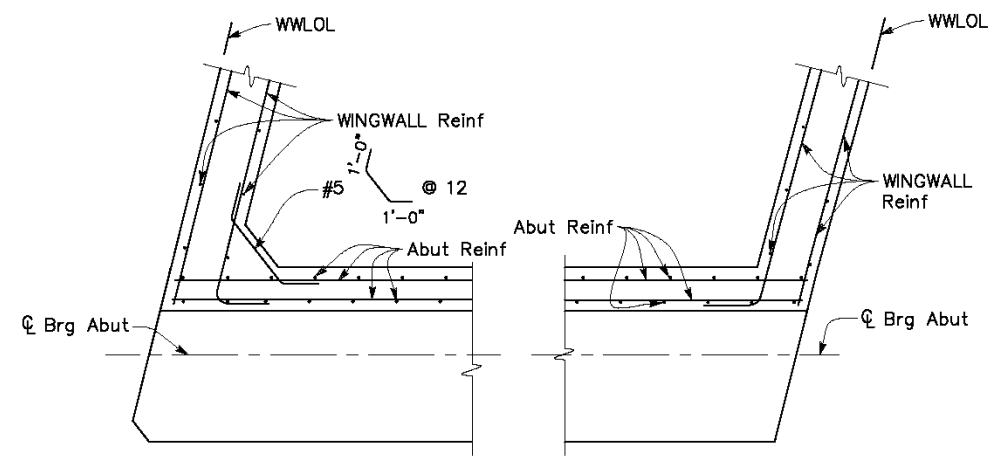 WWLOL
WWLOL
WINGWALL Reinf
1'-0"
#5
@ 12
1'-0"
WINGWALL
Reinf
Abut Reinf
Abut Reinf
℄ Brg Abut
℄ Brg Abut